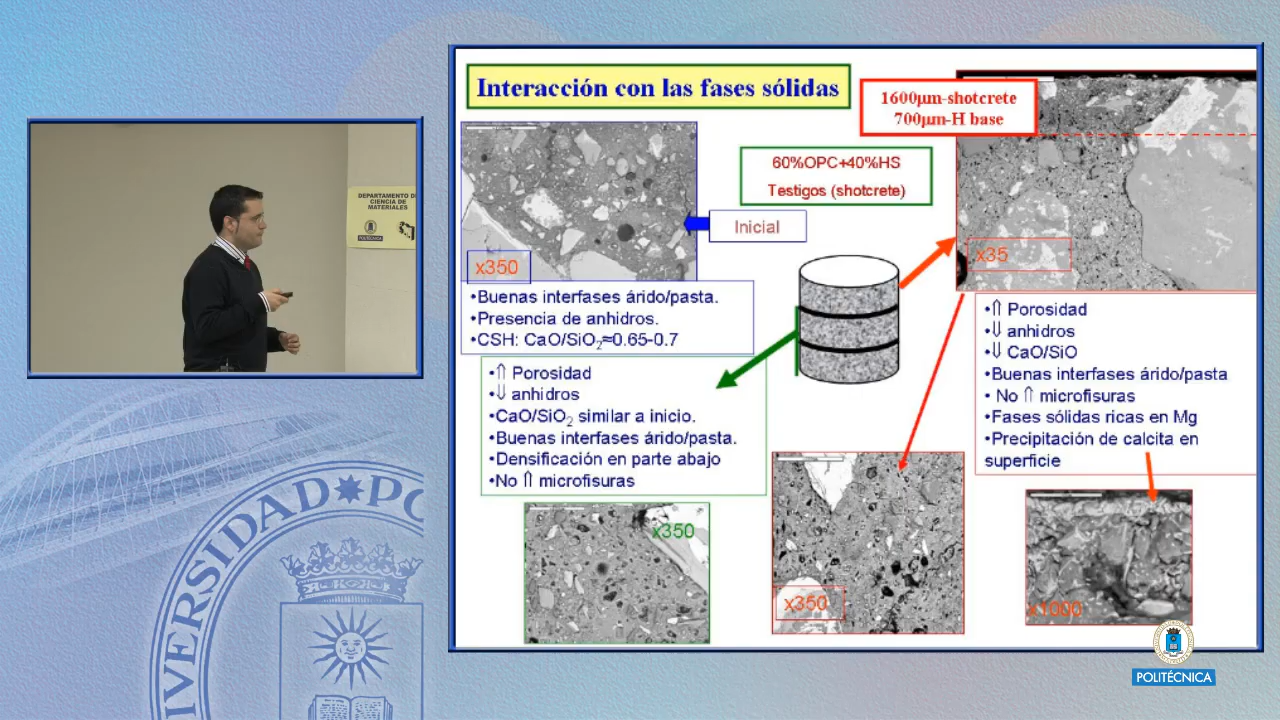 DEPARTAMENTO DE
CIENCIA DE
MATERIALES
POLITÉCNICA
Interacción con las fases sólidas
1600µm-shotcrete
700µm-H base
60%OPC+40%HS
Testigos (shotcrete)
Inicial
x350
x35
•Buenas interfases árido/pasta.
•Presencia de anhidros.
•CSH: CaO/SiO₂≈0.65-0.7
•⇑ Porosidad
•⇓ anhidros
•CaO/SiO₂ similar a inicio.
•Buenas interfases árido/pasta.
•Densificación en parte abajo
•No ⇑ microfisuras
•⇑ Porosidad
•⇓ anhidros
•⇓ CaO/SiO
•Buenas interfases árido/pasta
• No ⇑ microfisuras
•Fases sólidas ricas en Mg
•Precipitación de calcita en
superficie
x350
x350
x1000
POLITÉCNICA
IVERSIDAD PO